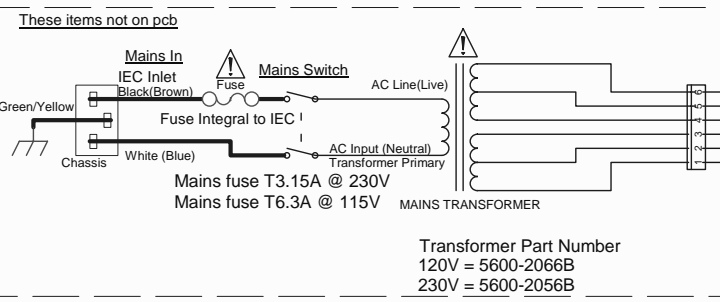 These items not on pcb
Mains In
IEC Inlet
Black(Brown)
Fuse
Mains Switch
AC Line(Live)
Green/Yellow
Fuse Integral to IEC
Chassis
White (Blue)
AC Input (Neutral)
Transformer Primary
Mains fuse T3.15A @ 230V
Mains fuse T6.3A @ 115V
MAINS TRANSFORMER
6
5
4
3
2
1
Transformer Part Number
120V = 5600-2066B
230V = 5600-2056B